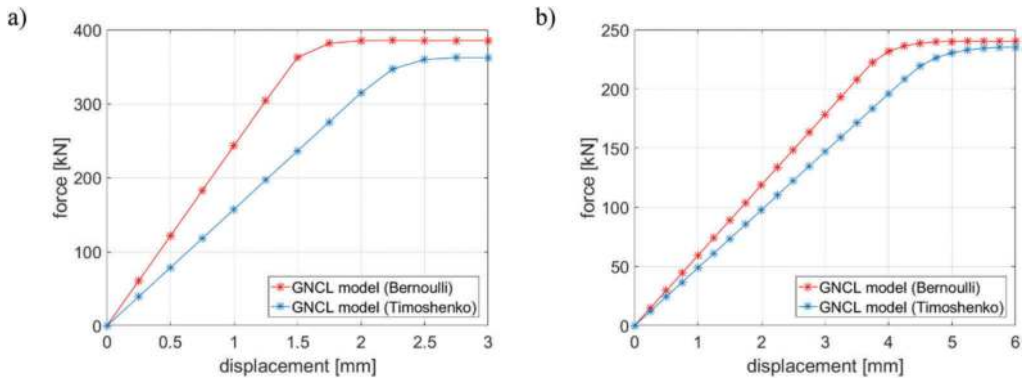 a)
400
300
200
100
0
force [kN]
0 0.5 1 1.5 2 2.5 3
displacement [mm]
GNCL model (Bernoulli)
GNCL model (Timoshenko)
b)
250
200
150
100
50
0
force [kN]
0 1 2 3 4 5 6
displacement [mm]
GNCL model (Bernoulli)
GNCL model (Timoshenko)